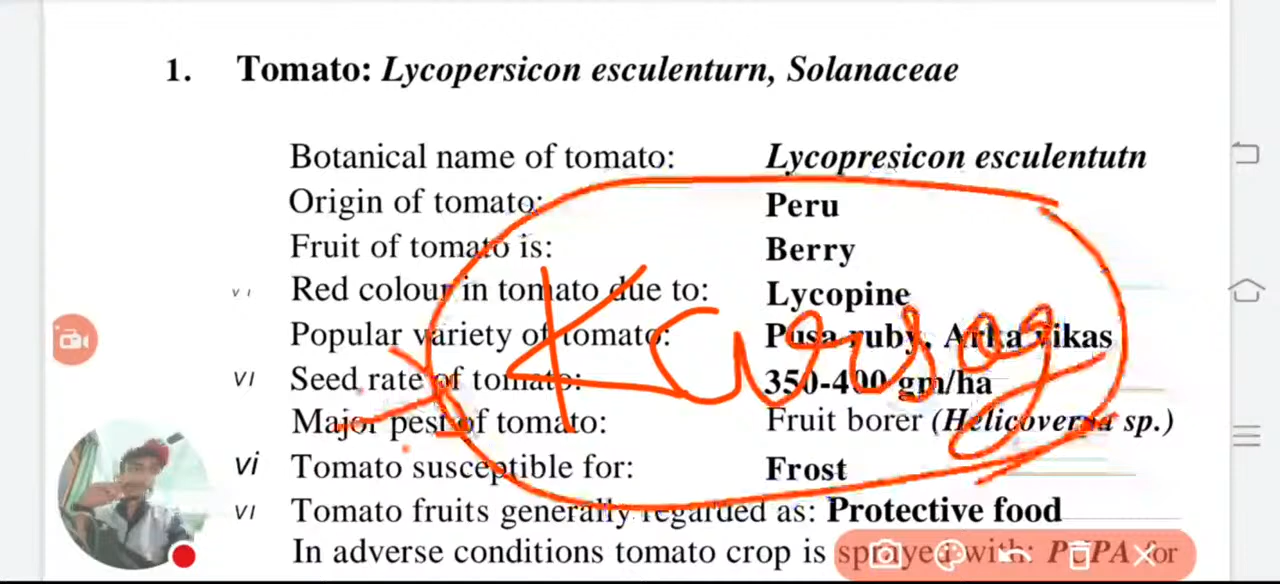 1. Tomato: Lycopersicon esculenturn, Solanaceae
Botanical name of tomato: Lycopresicon esculentutn
Origin of tomato: Peru
Fruit of tomato is: Berry
Red colour in tomato due to: Lycopine
Popular variety of tomato: Pusa ruby, Arka vikas
VI Seed rate of tomato: 350-400 gm/ha
Major pest of tomato: Fruit borer (Helicoverpa sp.)
vi Tomato susceptible for: Frost
VI Tomato fruits generally regarded as: Protective food
In adverse conditions tomato crop is sprayed with: PCPA for
Karsog